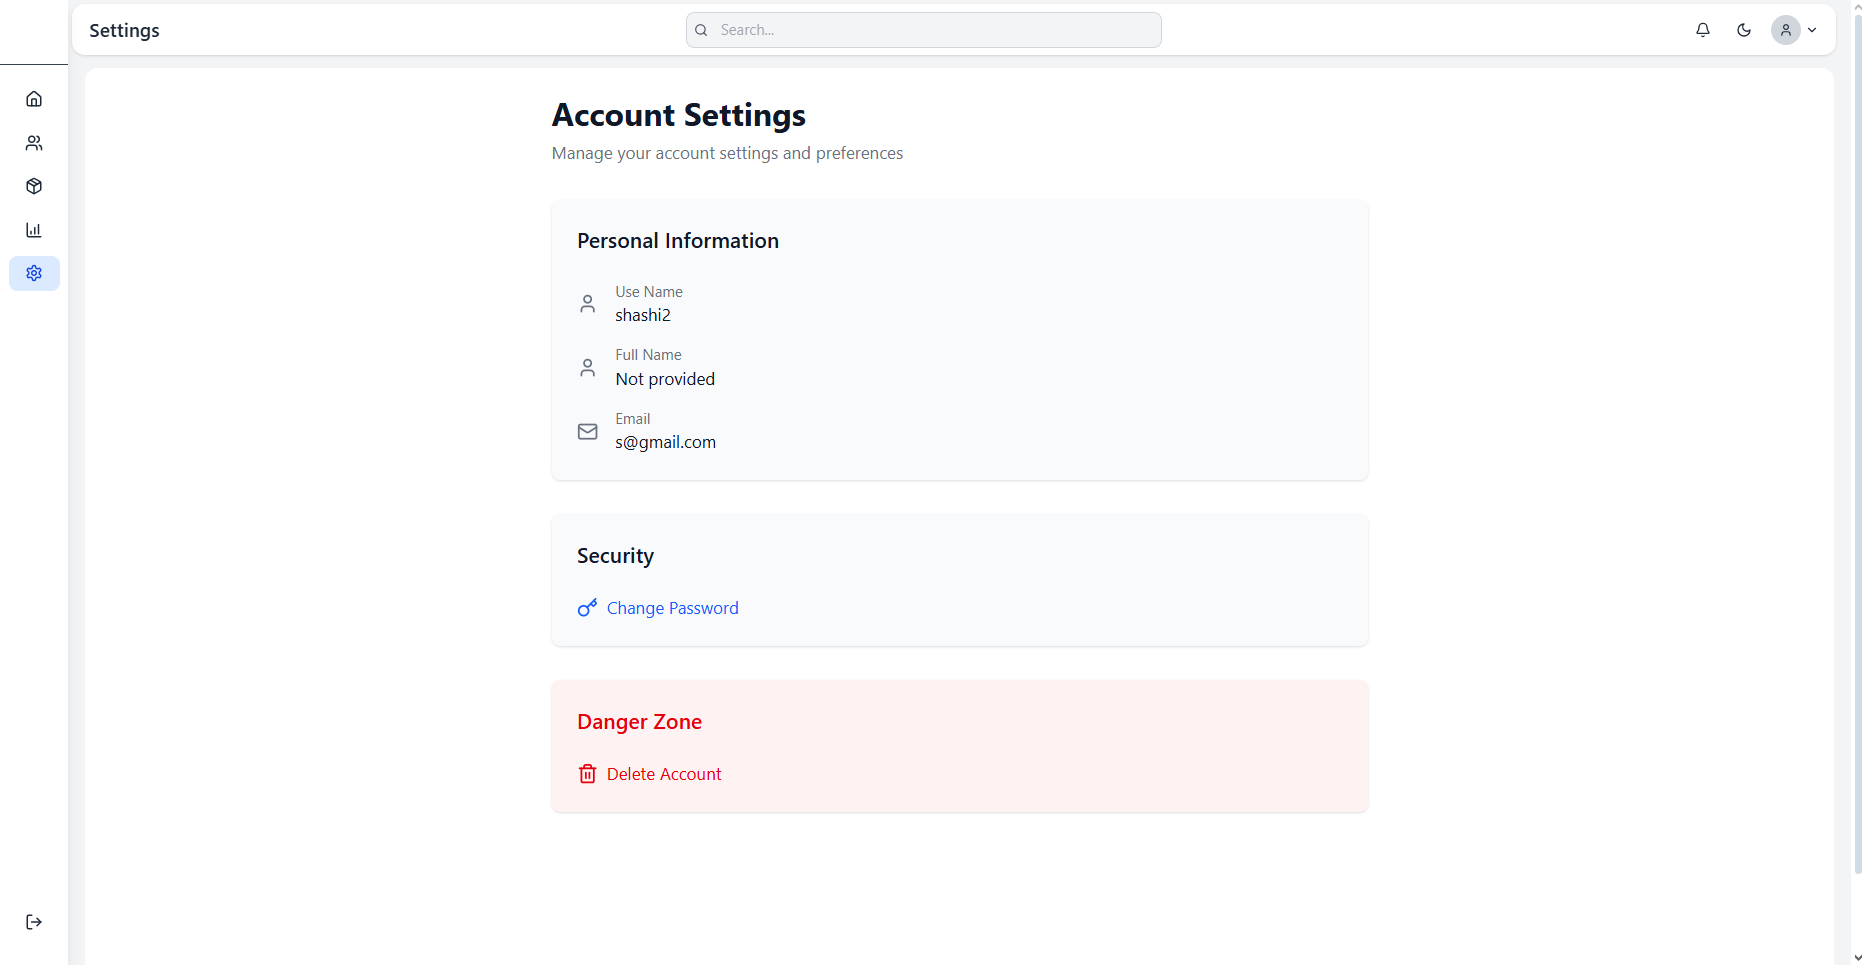 Settings
Search...
Account Settings
Manage your account settings and preferences
Personal Information
Use Name
shashi2
Full Name
Not provided
Email
s@gmail.com
Security
Change Password
Danger Zone
Delete Account